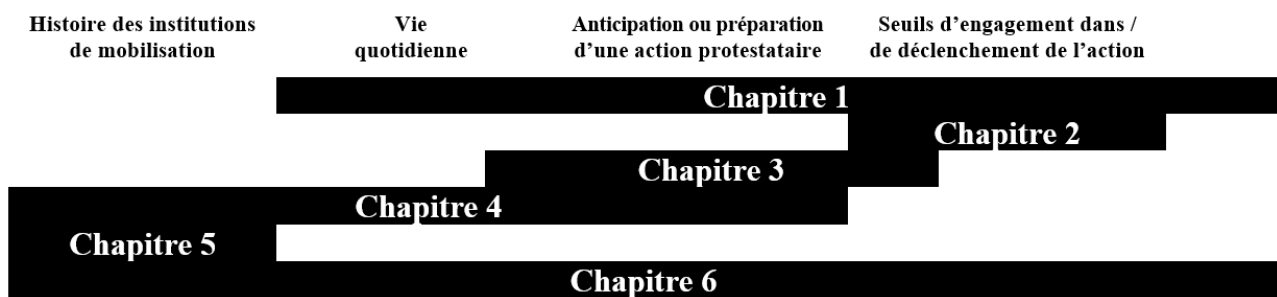 Histoire des institutions
de mobilisation
Vie
quotidienne
Anticipation ou préparation
d’une action protestataire
Seuils d’engagement dans /
de déclenchement de l’action
Chapitre 1
Chapitre 2
Chapitre 3
Chapitre 4
Chapitre 5
Chapitre 6